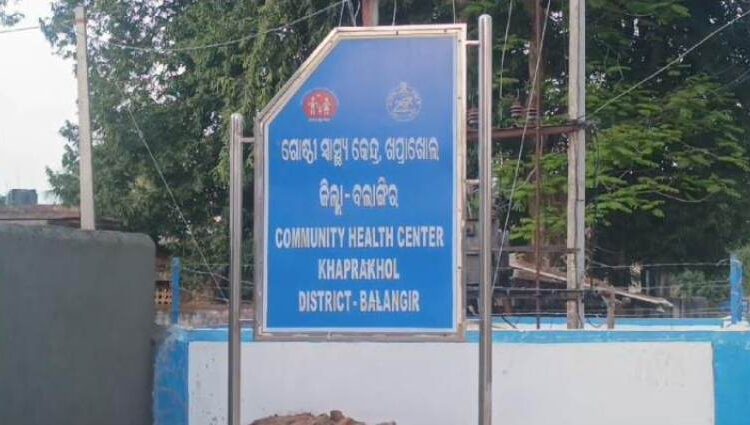 ଗୋଷ୍ଠୀ ସ୍ୱାସ୍ଥ୍ୟ କେନ୍ଦ୍ର, ଖପ୍ରାଖୋଲ
ଜିଲ୍ଲା - ବଲାଙ୍ଗିର
COMMUNITY HEALTH CENTER
KHAPRAKHOL
DISTRICT - BALANGIR